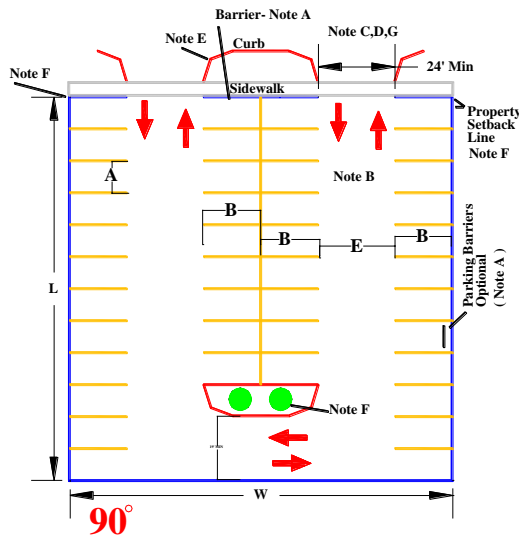 Barrier- Note A
Note E
Curb
Note C,D,G
24' Min
Note F
Sidewalk
Property
Setback
Line
Note F
A
Note B
B
B
E
B
L
Parking Barriers
Optional
( Note A)
Note F
W
90°